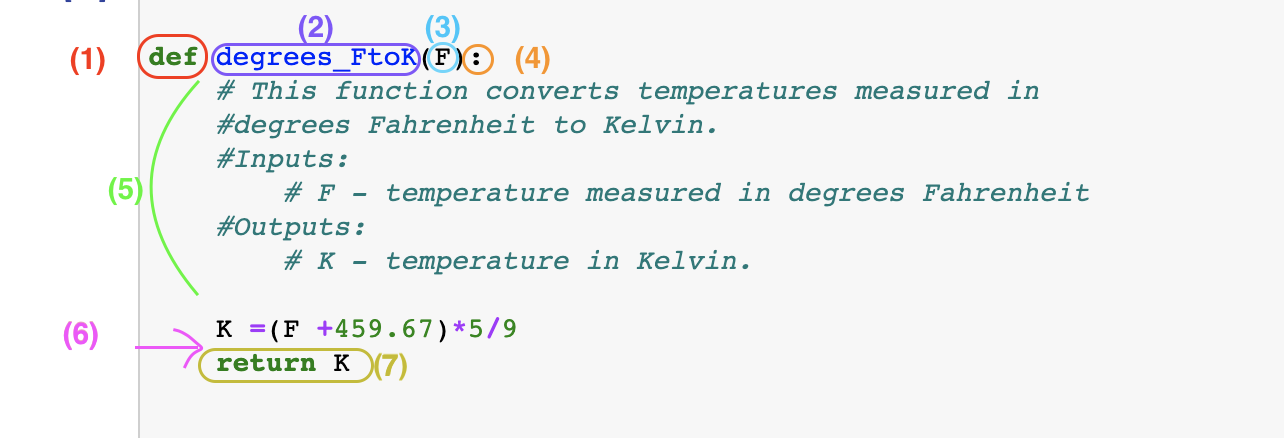 (2) (3)
(1) def degrees_FtoK(F): (4)
# This function converts temperatures measured in
#degrees Fahrenheit to Kelvin.
#Inputs:
(5) # F - temperature measured in degrees Fahrenheit
#Outputs:
# K - temperature in Kelvin.
(6) K =(F +459.67)*5/9
return K (7)